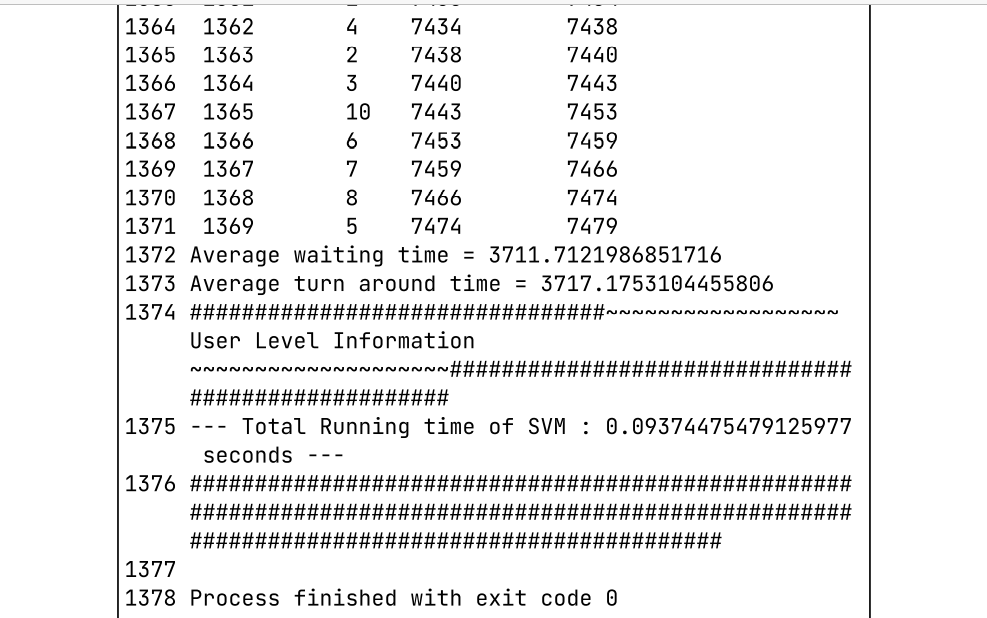 1364  1362       4    7434        7438
1365  1363       2    7438        7440
1366  1364       3    7440        7443
1367  1365       10   7443        7453
1368  1366       6    7453        7459
1369  1367       7    7459        7466
1370  1368       8    7466        7474
1371  1369       5    7474        7479
1372 Average waiting time = 3711.7121986851716
1373 Average turn around time = 3717.1753104455806
1374 ################################~~~~~~~~~~~~~~~~~~
User Level Information
~~~~~~~~~~~~~~~~~~~~###############################
####################
1375 --- Total Running time of SVM : 0.09374475479125977
seconds ---
1376 ###################################################
###################################################
#########################################
1377
1378 Process finished with exit code 0